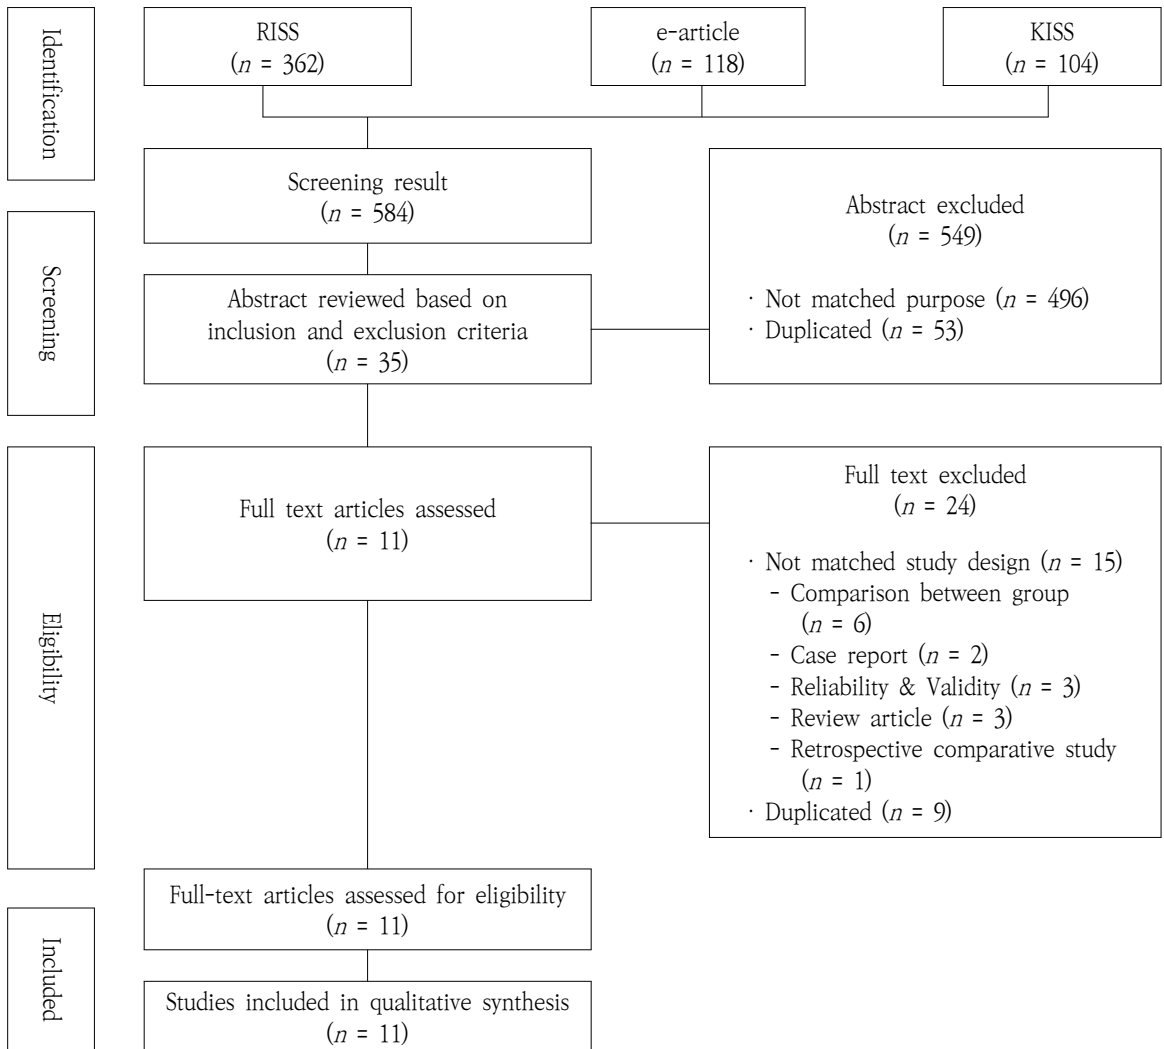 Identification
RISS
(n = 362)
e-article
(n = 118)
KISS
(n = 104)
Screening result
(n = 584)
Screening
Abstract reviewed based on
inclusion and exclusion criteria
(n = 35)
Abstract excluded
(n = 549)
· Not matched purpose (n = 496)
· Duplicated (n = 53)
Eligibility
Full text articles assessed
(n = 11)
Full text excluded
(n = 24)
· Not matched study design (n = 15)
- Comparison between group
(n = 6)
- Case report (n = 2)
- Reliability & Validity (n = 3)
- Review article (n = 3)
- Retrospective comparative study
(n = 1)
· Duplicated (n = 9)
Full-text articles assessed for eligibility
(n = 11)
Included
Studies included in qualitative synthesis
(n = 11)